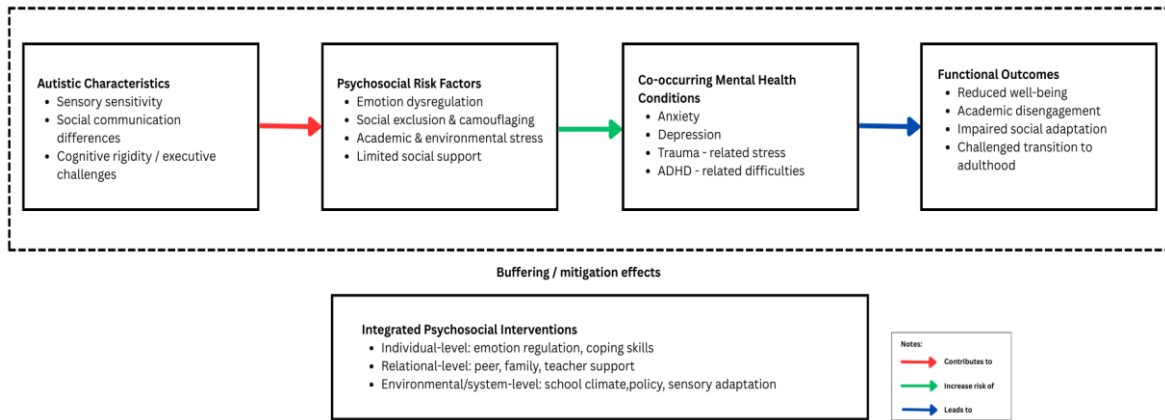 Autistic Characteristics
• Sensory sensitivity
• Social communication
differences
• Cognitive rigidity / executive
challenges
Psychosocial Risk Factors
• Emotion dysregulation
• Social exclusion & camouflaging
• Academic & environmental stress
• Limited social support
Co-occurring Mental Health
Conditions
• Anxiety
• Depression
• Trauma - related stress
• ADHD - related difficulties
Functional Outcomes
• Reduced well-being
• Academic disengagement
• Impaired social adaptation
• Challenged transition to
adulthood
Buffering / mitigation effects
Integrated Psychosocial Interventions
• Individual-level: emotion regulation, coping skills
• Relational-level: peer, family, teacher support
• Environmental/system-level: school climate,policy, sensory adaptation
Notes:
Contributes to
Increase risk of
Leads to